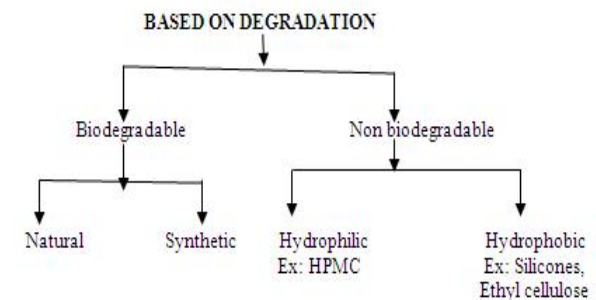 BASED ON DEGRADATION
Biodegradable
Non biodegradable
Natural
Synthetic
Hydrophilic
Ex: HPMC
Hydrophobic
Ex: Silicones,
Ethyl cellulose